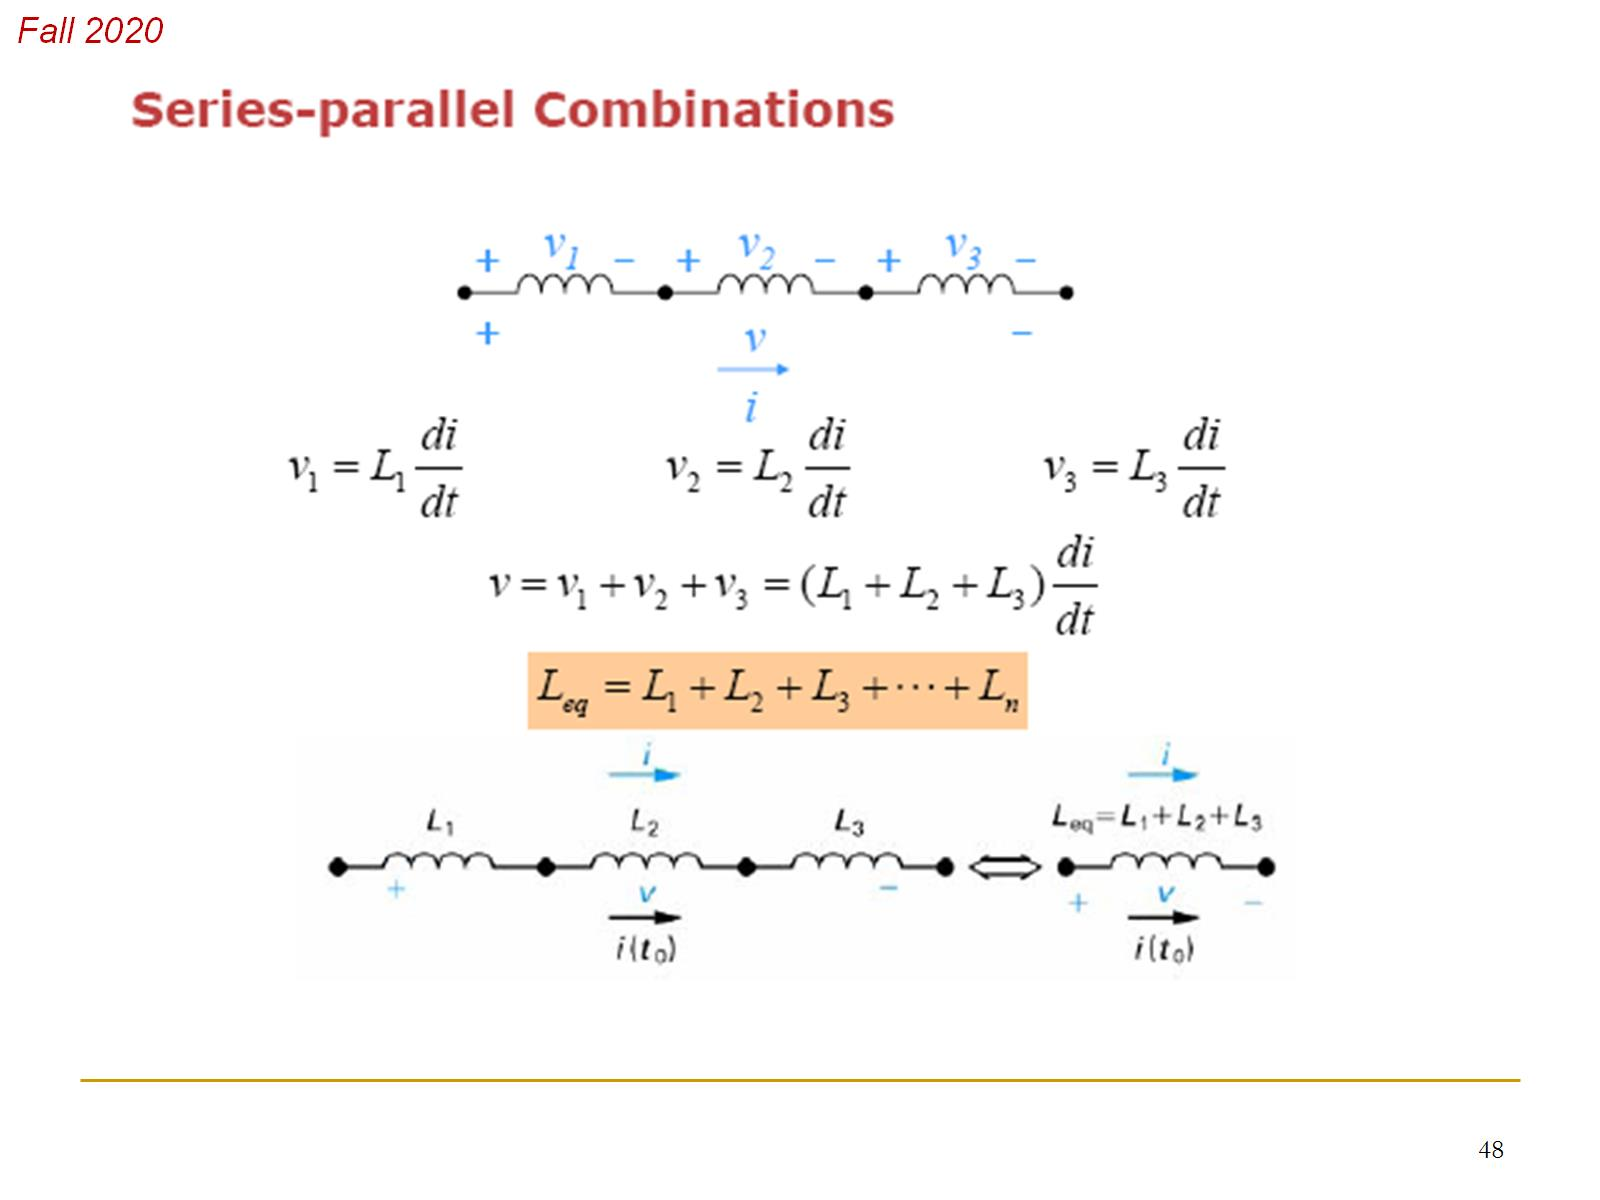 Fall 2020
Series-parallel Combinations
+ v₁ − + v₂ − + v₃ −
+ v −
i
v₁ = L₁ di/dt v₂ = L₂ di/dt v₃ = L₃ di/dt
v = v₁ + v₂ + v₃ = (L₁ + L₂ + L₃) di/dt
L_eq = L₁ + L₂ + L₃ + ··· + Lₙ
i i
L₁ L₂ L₃ L_eq=L₁+L₂+L₃
+ v − + v −
i(t₀) i(t₀)
48